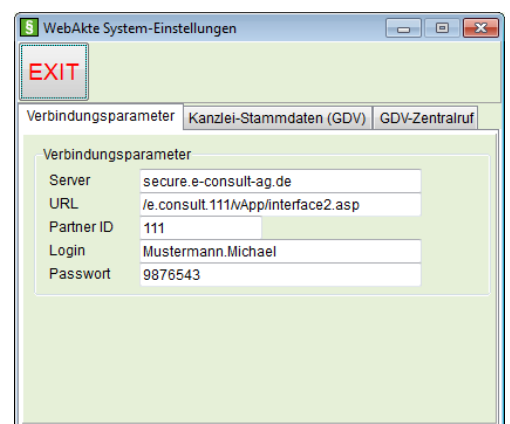 § WebAkte System-Einstellungen
EXIT
Verbindungsparameter Kanzlei-Stammdaten (GDV) GDV-Zentralruf
Verbindungsparameter
Server secure.e-consult-ag.de
URL /e.consult.111/vApp/interface2.asp
Partner ID 111
Login Mustermann.Michael
Passwort 9876543